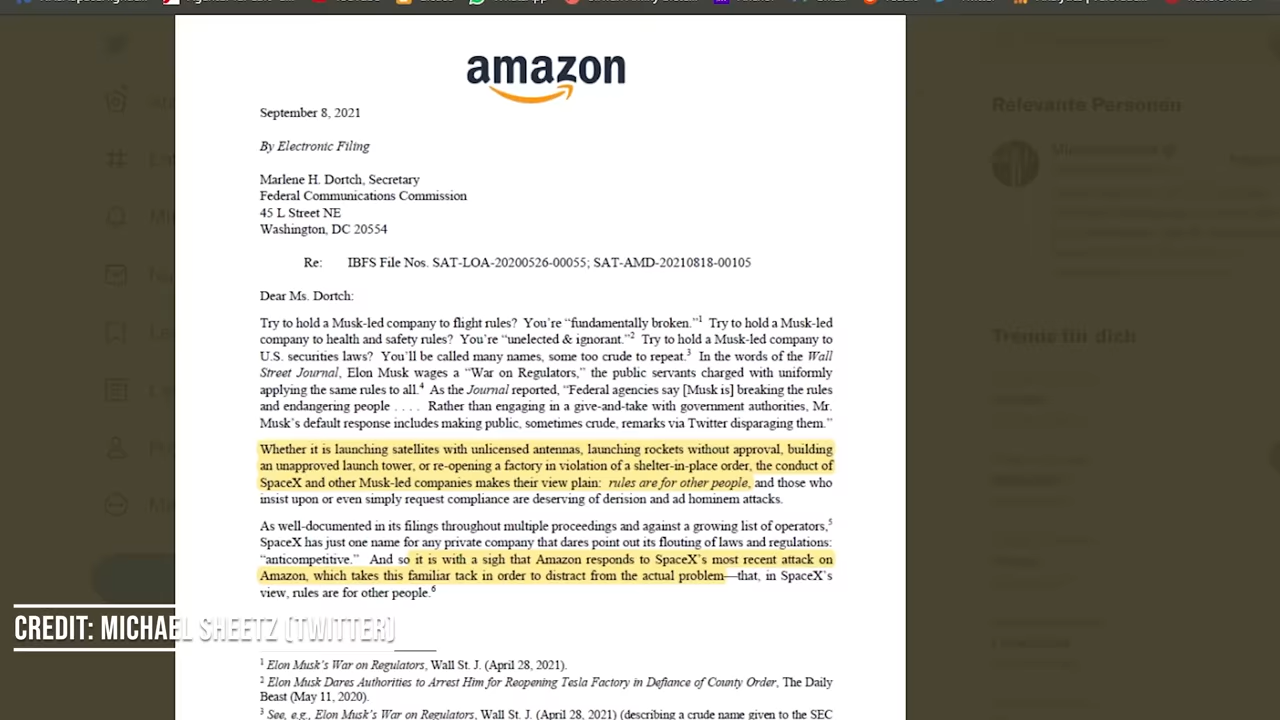 amazon
September 8, 2021
By Electronic Filing
Marlene H. Dortch, Secretary
Federal Communications Commission
45 L Street NE
Washington, DC 20554
Re: IBFS File Nos. SAT-LOA-20200526-00055; SAT-AMD-20210818-00105
Dear Ms. Dortch:
Try to hold a Musk-led company to flight rules? You're “fundamentally broken.”1 Try to hold a Musk-led
company to health and safety rules? You're “unelected & ignorant.”2 Try to hold a Musk-led company to
U.S. securities laws? You'll be called many names, some too crude to repeat.3 In the words of the Wall
Street Journal, Elon Musk wages a “War on Regulators,” the public servants charged with uniformly
applying the same rules to all.4 As the Journal reported, “Federal agencies say [Musk is] breaking the rules
and endangering people . . . . Rather than engaging in a give-and-take with government authorities, Mr.
Musk's default response includes making public, sometimes crude, remarks via Twitter disparaging them.”
Whether it is launching satellites with unlicensed antennas, launching rockets without approval, building
an unapproved launch tower, or re-opening a factory in violation of a shelter-in-place order, the conduct of
SpaceX and other Musk-led companies makes their view plain: rules are for other people, and those who
insist upon or even simply request compliance are deserving of derision and ad hominem attacks.
As well-documented in its filings throughout multiple proceedings and against a growing list of operators,5
SpaceX has just one name for any private company that dares point out its flouting of laws and regulations:
“anticompetitive.” And so it is with a sigh that Amazon responds to SpaceX's most recent attack on
Amazon, which takes this familiar tack in order to distract from the actual problem—that, in SpaceX's
view, rules are for other people.6
CREDIT: MICHAEL SHEETZ (TWITTER)
1 Elon Musk's War on Regulators, Wall St. J. (April 28, 2021).
2 Elon Musk Dares Authorities to Arrest Him for Reopening Tesla Factory in Defiance of County Order, The Daily
Beast (May 11, 2020).
3 See, e.g., Elon Musk's War on Regulators, Wall St. J. (April 28, 2021) (describing a crude name given to the SEC
Relevante Personen
Trends für dich